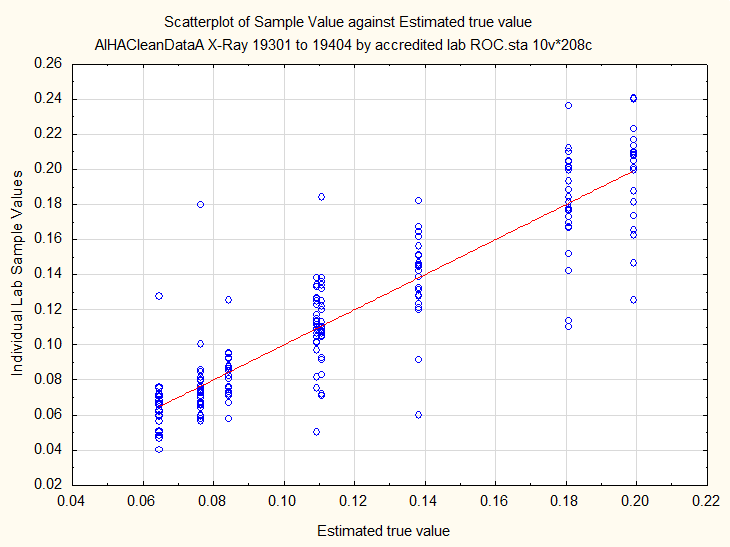 Scatterplot of Sample Value against Estimated true value
AIHACleanDataA X-Ray 19301 to 19404 by accredited lab ROC.sta 10v*208c
0.26
0.24
0.22
0.20
0.18
0.16
0.14
0.12
0.10
0.08
0.06
0.04
0.02
Individual Lab Sample Values
0.04 0.06 0.08 0.10 0.12 0.14 0.16 0.18 0.20 0.22
Estimated true value